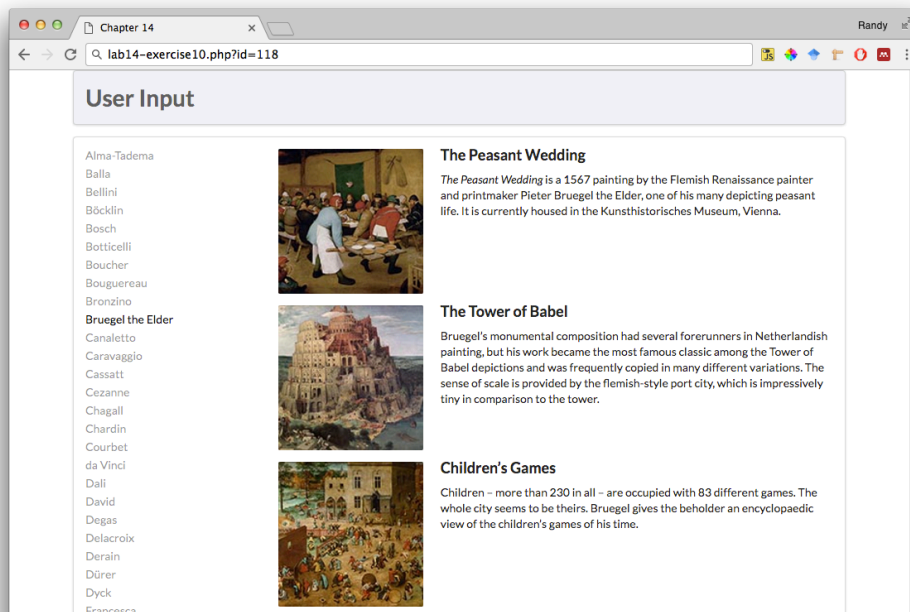 Chapter 14
Randy
lab14-exercise10.php?id=118
JS
User Input
Alma-Tadema
Balla
Bellini
Böcklin
Bosch
Botticelli
Boucher
Bouguereau
Bronzino
Bruegel the Elder
Canaletto
Caravaggio
Cassatt
Cezanne
Chagall
Chardin
Courbet
da Vinci
Dali
David
Degas
Delacroix
Derain
Dürer
Dyck
Francesca
The Peasant Wedding
The Peasant Wedding is a 1567 painting by the Flemish Renaissance painter
and printmaker Pieter Bruegel the Elder, one of his many depicting peasant
life. It is currently housed in the Kunsthistorisches Museum, Vienna.
The Tower of Babel
Bruegel's monumental composition had several forerunners in Netherlandish
painting, but his work became the most famous classic among the Tower of
Babel depictions and was frequently copied in many different variations. The
sense of scale is provided by the flemish-style port city, which is impressively
tiny in comparison to the tower.
Children's Games
Children – more than 230 in all – are occupied with 83 different games. The
whole city seems to be theirs. Bruegel gives the beholder an encyclopaedic
view of the children's games of his time.